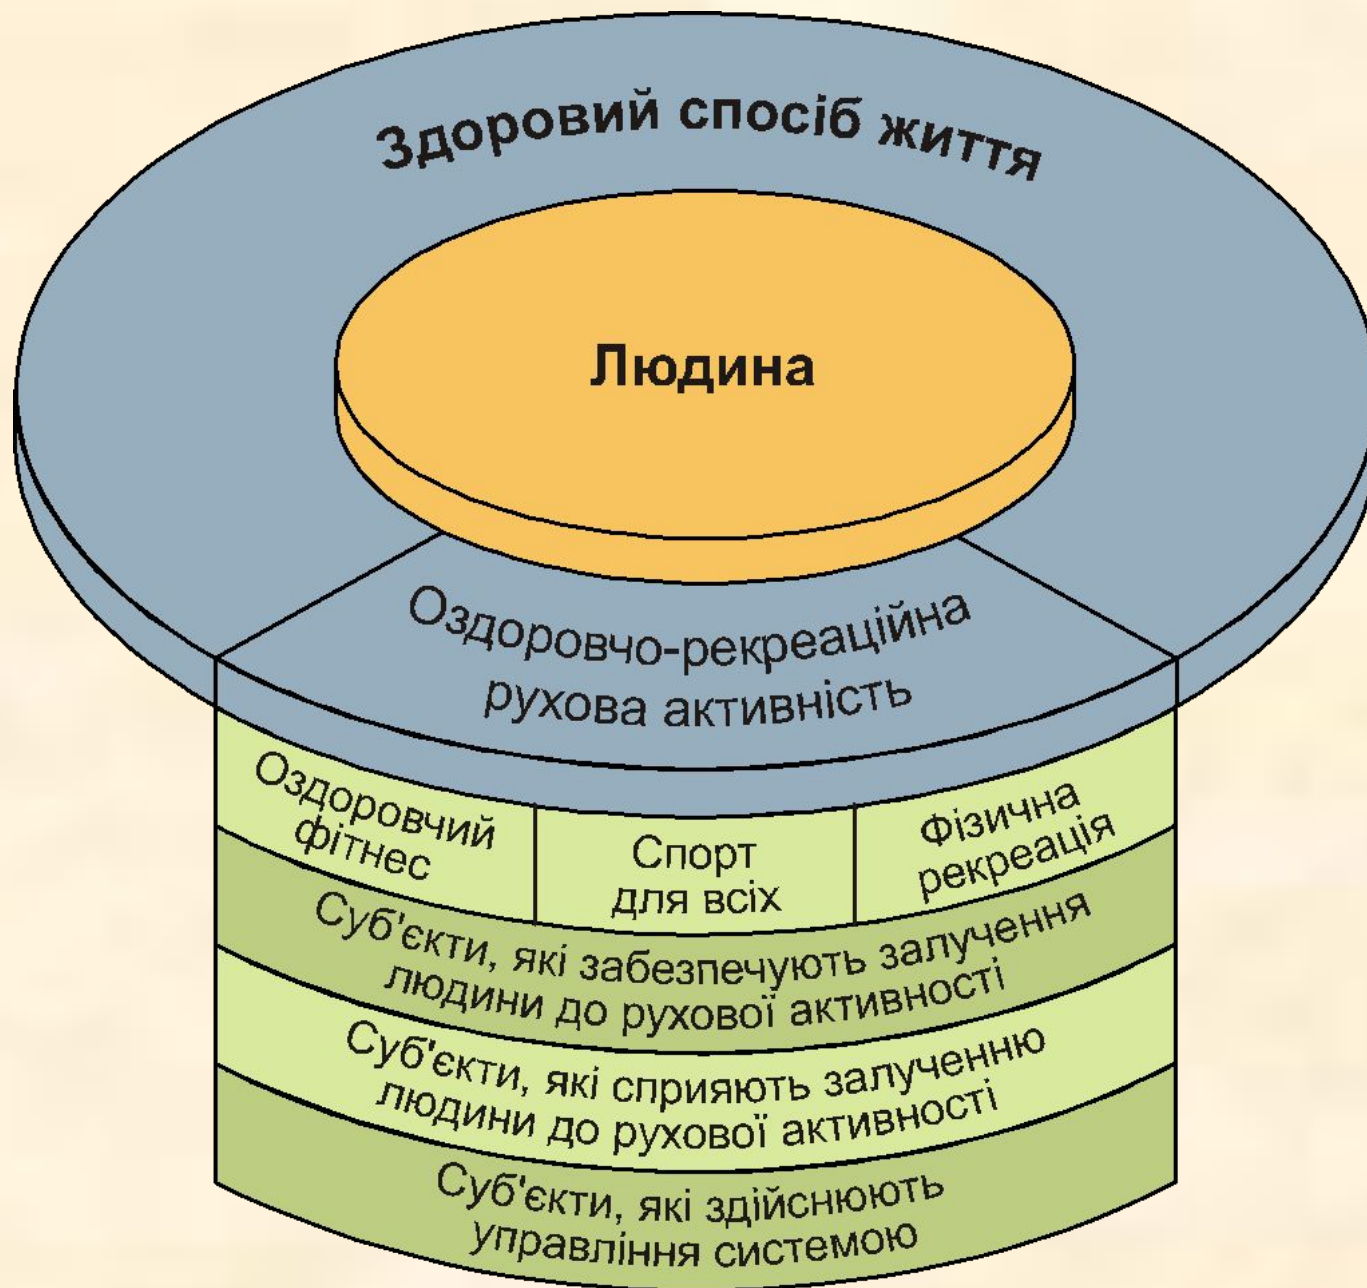 Здоровий спосіб життя
Людина
Оздоровчо-рекреаційна
рухова активність
Оздоровчий
фітнес
Спорт
для всіх
Фізична
рекреація
Суб'єкти, які забезпечують залучення
людини до рухової активності
Суб'єкти, які сприяють залученню
людини до рухової активності
Суб'єкти, які здійснюють
управління системою